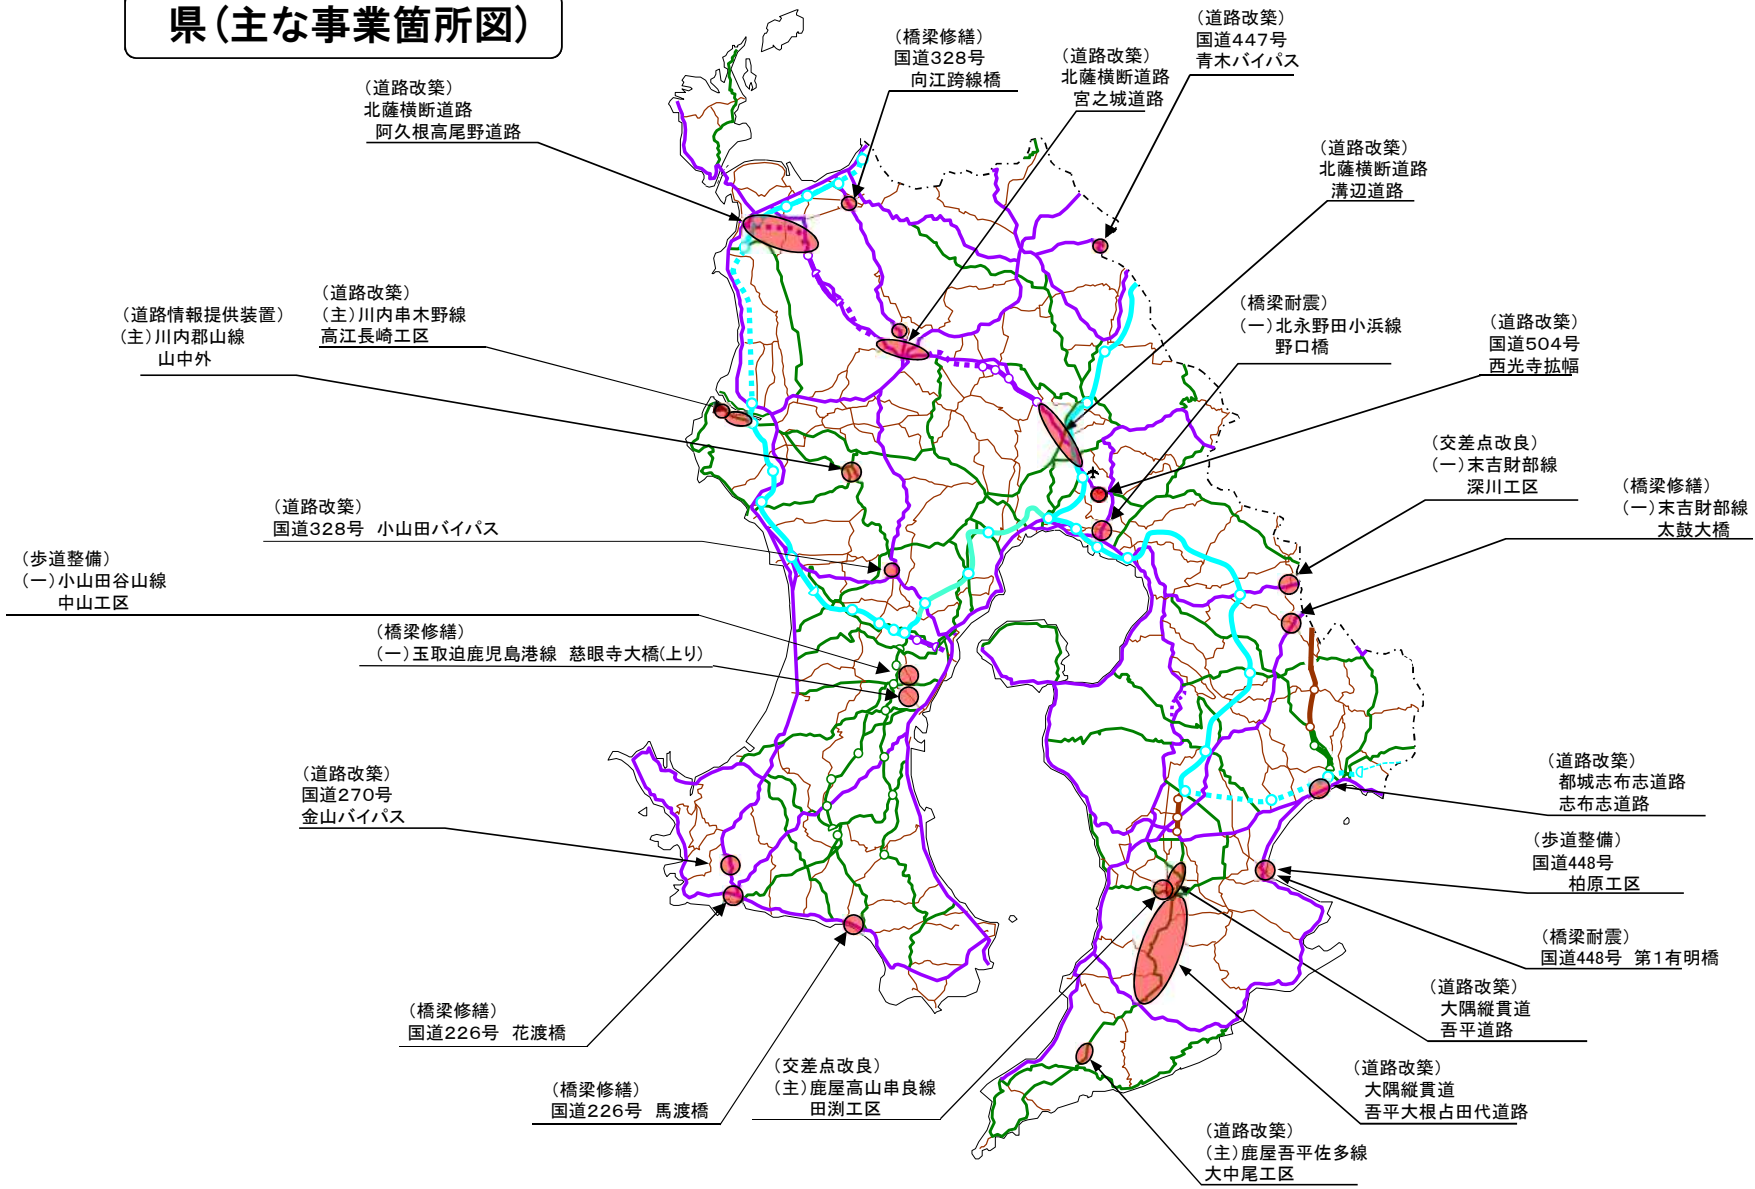 県（主な事業箇所図）
（道路改築）
北薩横断道路
阿久根高尾野道路
（橋梁修繕）
国道328号
向江跨線橋
（道路改築）
北薩横断道路
宮之城道路
（道路改築）
国道447号
青木バイパス
（道路改築）
北薩横断道路
溝辺道路
（道路情報提供装置）
（主）川内郡山線
山中外
（道路改築）
（主）川内串木野線
高江長崎工区
（橋梁耐震）
（一）北永野田小浜線
野口橋
（道路改築）
国道504号
西光寺拡幅
（交差点改良）
（一）末吉財部線
深川工区
（橋梁修繕）
（一）末吉財部線
太鼓大橋
（道路改築）
国道328号 小山田バイパス
（歩道整備）
（一）小山田谷山線
中山工区
（橋梁修繕）
（一）玉取迫鹿児島港線 慈眼寺大橋(上り)
（道路改築）
国道270号
金山バイパス
（道路改築）
都城志布志道路
志布志道路
（歩道整備）
国道448号
柏原工区
（橋梁耐震）
国道448号 第1有明橋
（道路改築）
大隅縦貫道
吾平道路
（橋梁修繕）
国道226号 花渡橋
（橋梁修繕）
国道226号 馬渡橋
（交差点改良）
（主）鹿屋高山串良線
田渕工区
（道路改築）
大隅縦貫道
吾平大根占田代道路
（道路改築）
（主）鹿屋吾平佐多線
大中尾工区